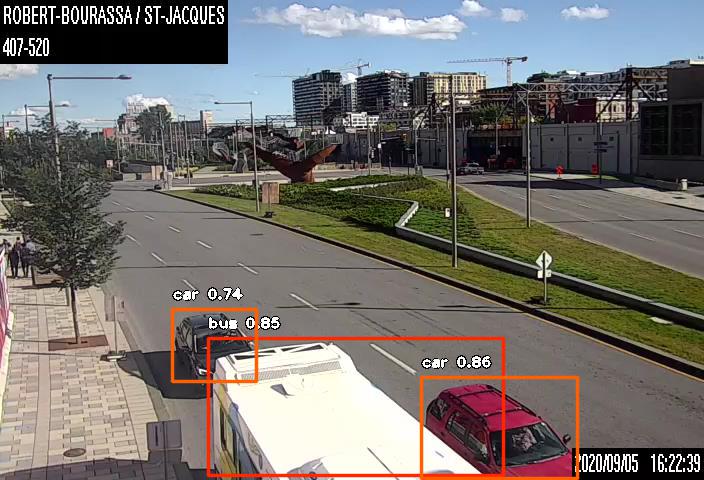 ROBERT-BOURASSA / ST-JACQUES
407-520
car 0.74
bus 0.85
car 0.86
2020/09/05 16:22:39